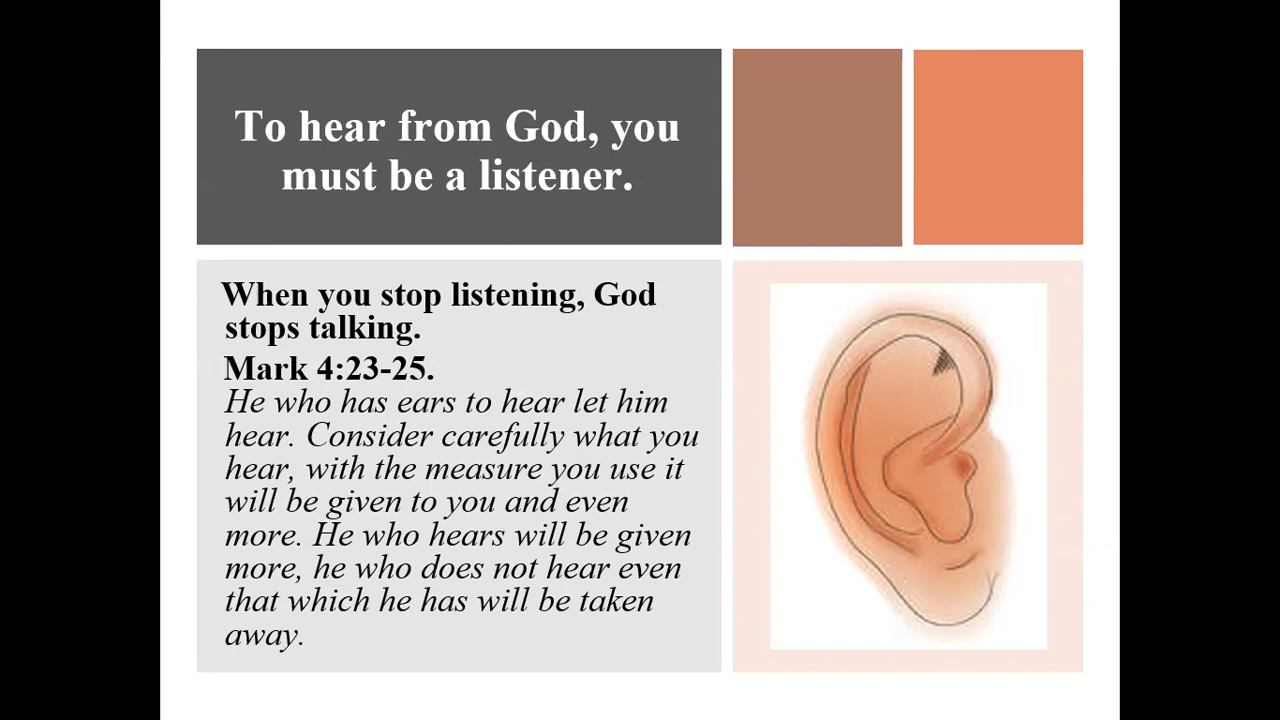 To hear from God, you
must be a listener.
When you stop listening, God
stops talking.
Mark 4:23-25.
He who has ears to hear let him
hear. Consider carefully what you
hear, with the measure you use it
will be given to you and even
more. He who hears will be given
more, he who does not hear even
that which he has will be taken
away.